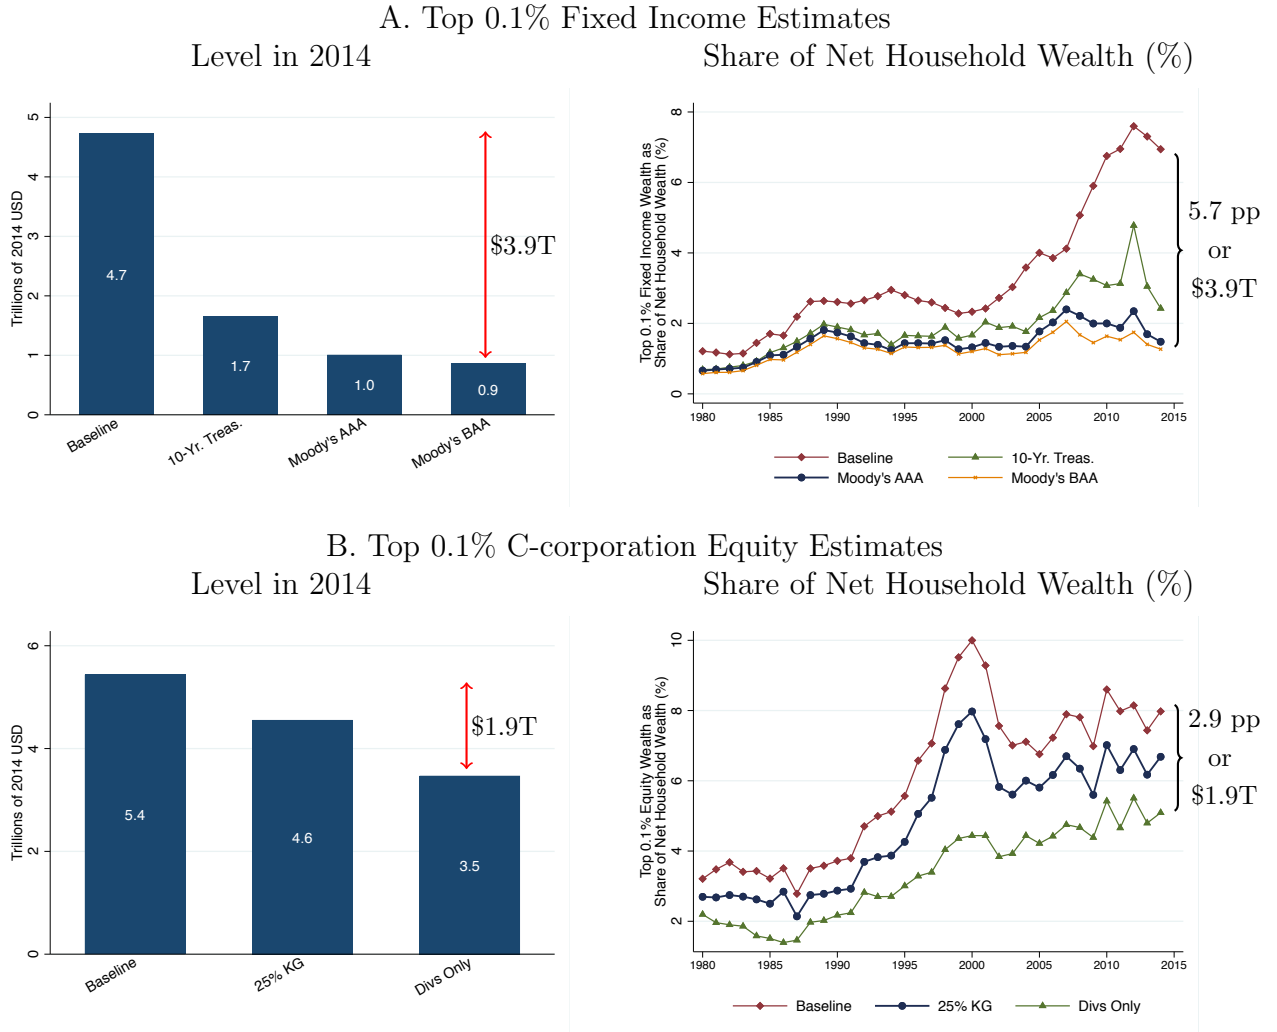 A. Top 0.1% Fixed Income Estimates
Level in 2014
Share of Net Household Wealth (%)
Trillions of 2014 USD
5
4
3
2
1
0
4.7
1.7
1.0
0.9
$3.9T
Baseline
10-Yr. Treas.
Moody's AAA
Moody's BAA
Top 0.1% Fixed Income Wealth as
Share of Net Household Wealth (%)
8
6
4
2
0
1980
1985
1990
1995
2000
2005
2010
2015
5.7 pp
or
$3.9T
Baseline
10-Yr. Treas.
Moody's AAA
Moody's BAA
B. Top 0.1% C-corporation Equity Estimates
Level in 2014
Share of Net Household Wealth (%)
Trillions of 2014 USD
6
4
2
0
5.4
4.6
3.5
$1.9T
Baseline
25% KG
Divs Only
Top 0.1% Equity Wealth as
Share of Net Household Wealth (%)
10
8
6
4
2
1980
1985
1990
1995
2000
2005
2010
2015
2.9 pp
or
$1.9T
Baseline
25% KG
Divs Only